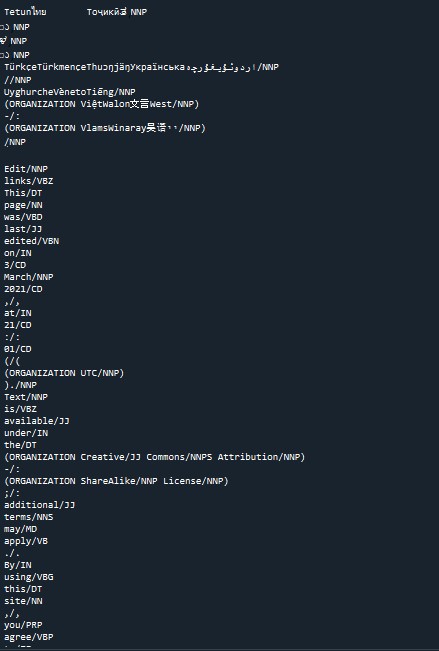 Tetunไทย Тоҷикӣ NNP
NNP
NNP
NNP
TürkçeTürkmençeThuɔŋjäŋУкраїнськаاردوئۇيغۇرچە/NNP
//NNP
UyghurcheVènetoTiếng/NNP
(ORGANIZATION ViệtWalon文言West/NNP)
-/:
(ORGANIZATION VlamsWinaray吴语/NNP)
/NNP
Edit/NNP
links/VBZ
This/DT
page/NN
was/VBD
last/JJ
edited/VBN
on/IN
3/CD
March/NNP
2021/CD
,/,
at/IN
21/CD
:/:
01/CD
(/(
(ORGANIZATION UTC/NNP)
)./NNP
Text/NNP
is/VBZ
available/JJ
under/IN
the/DT
(ORGANIZATION Creative/JJ Commons/NNPS Attribution/NNP)
-/:
(ORGANIZATION ShareAlike/NNP License/NNP)
;/:
additional/JJ
terms/NNS
may/MD
apply/VB
./.
By/IN
using/VBG
this/DT
site/NN
,/,
you/PRP
agree/VBP